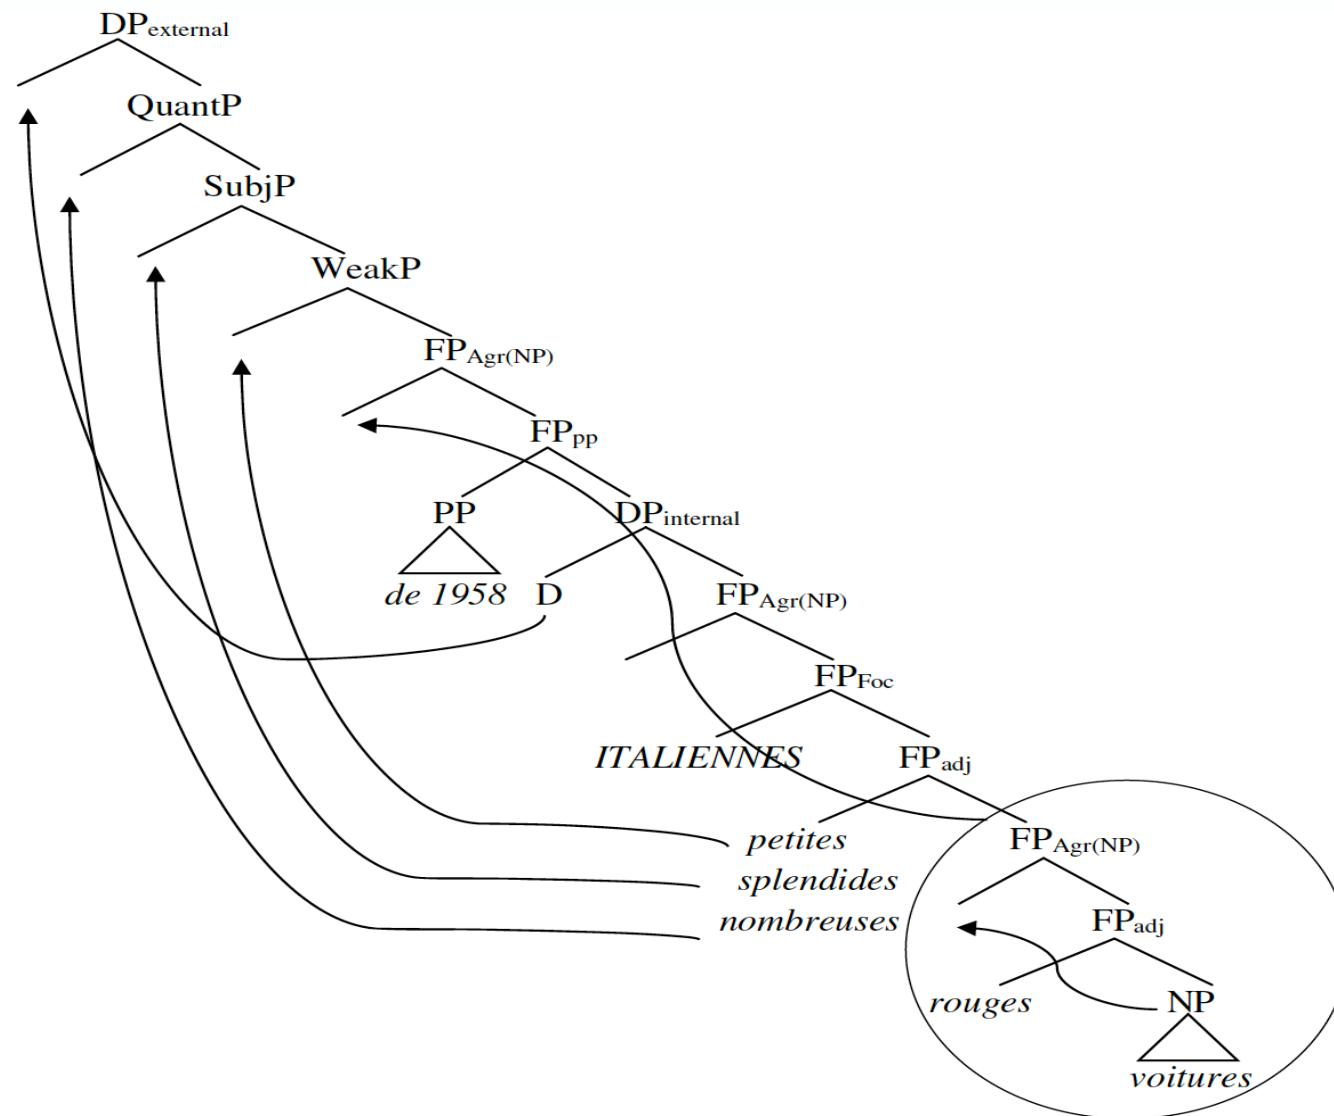 DPexternal
QuantP
SubjP
WeakP
FPAgr(NP)
FPpp
PP DPinternal
de 1958 D FPAgr(NP)
FPFoc
ITALIENNES FPadj
petites FPAgr(NP)
splendides
nombreuses FPadj
rouges NP
voitures